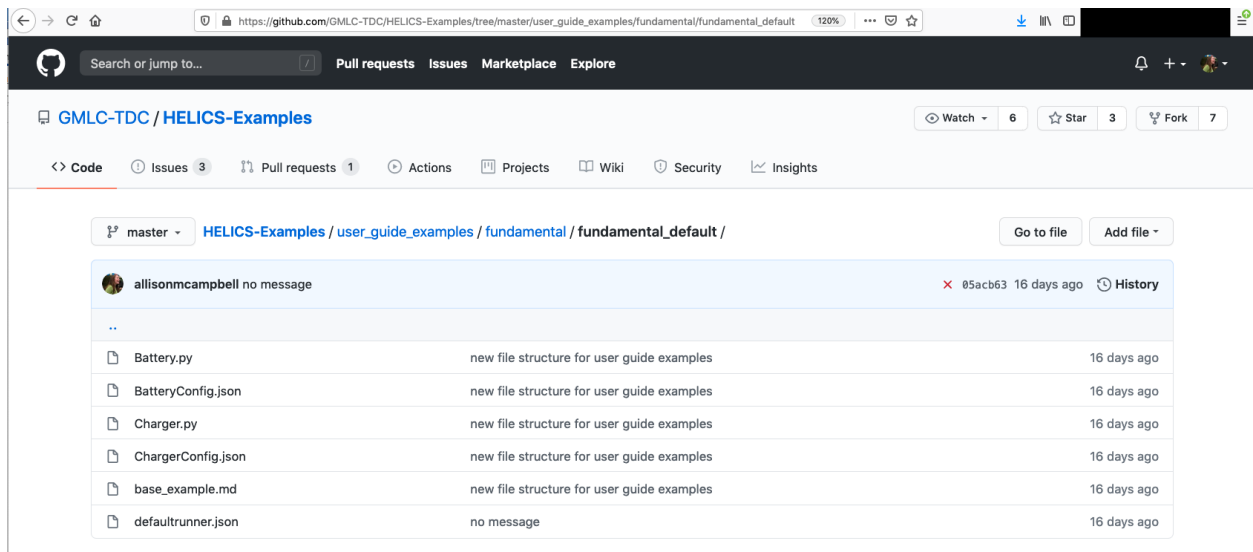 https://github.com/GMLC-TDC/HELICS-Examples/tree/master/user_guide_examples/fundamental/fundamental_default 120%
Search or jump to... / Pull requests Issues Marketplace Explore
GMLC-TDC / HELICS-Examples Watch 6 Star 3 Fork 7
Code Issues 3 Pull requests 1 Actions Projects Wiki Security Insights
master HELICS-Examples / user_guide_examples / fundamental / fundamental_default / Go to file Add file
allisonmcampbell no message 05acb63 16 days ago History
..
Battery.py new file structure for user guide examples 16 days ago
BatteryConfig.json new file structure for user guide examples 16 days ago
Charger.py new file structure for user guide examples 16 days ago
ChargerConfig.json new file structure for user guide examples 16 days ago
base_example.md new file structure for user guide examples 16 days ago
defaultrunner.json no message 16 days ago